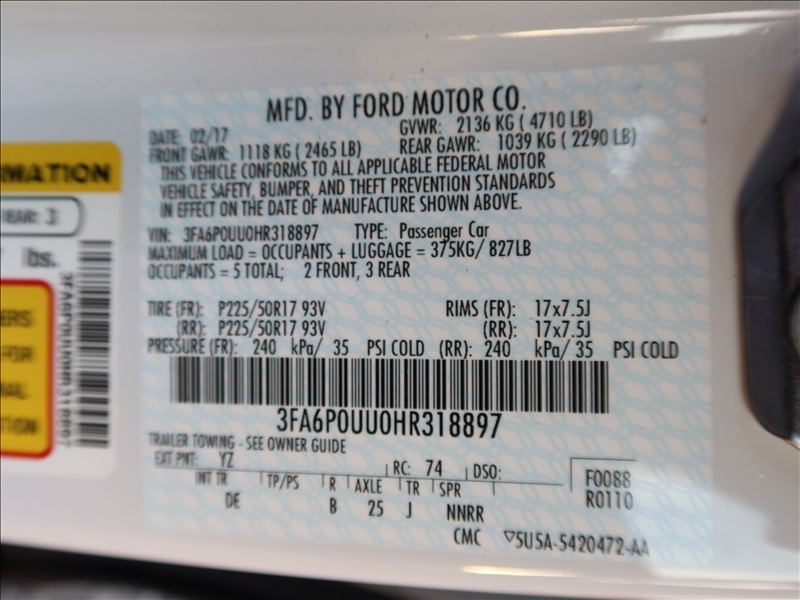 MFD. BY FORD MOTOR CO.
DATE: 02/17
GVWR: 2136 KG ( 4710 LB)
FRONT GAWR: 1118 KG ( 2465 LB)
REAR GAWR: 1039 KG ( 2290 LB)
THIS VEHICLE CONFORMS TO ALL APPLICABLE FEDERAL MOTOR
VEHICLE SAFETY, BUMPER, AND THEFT PREVENTION STANDARDS
IN EFFECT ON THE DATE OF MANUFACTURE SHOWN ABOVE.
VIN: 3FA6P0UU0HR318897 TYPE: Passenger Car
MAXIMUM LOAD = OCCUPANTS + LUGGAGE = 375KG/ 827LB
OCCUPANTS = 5 TOTAL; 2 FRONT, 3 REAR
TIRE (FR): P225/50R17 93V RIMS (FR): 17x7.5J
(RR): P225/50R17 93V (RR): 17x7.5J
PRESSURE (FR): 240 kPa/ 35 PSI COLD (RR): 240 kPa/ 35 PSI COLD
3FA6P0UU0HR318897
TRAILER TOWING - SEE OWNER GUIDE
EXT PNT: YZ RC: 74 DSO:
F0088
R0110
INT TR TP/PS R AXLE TR SPR
DE B 25 J NNRR
CMC 5U5A-5420472-AA
RMATION
YEAR: 3
lbs.
3FA6P0UU0HR318897
ERS
FOR